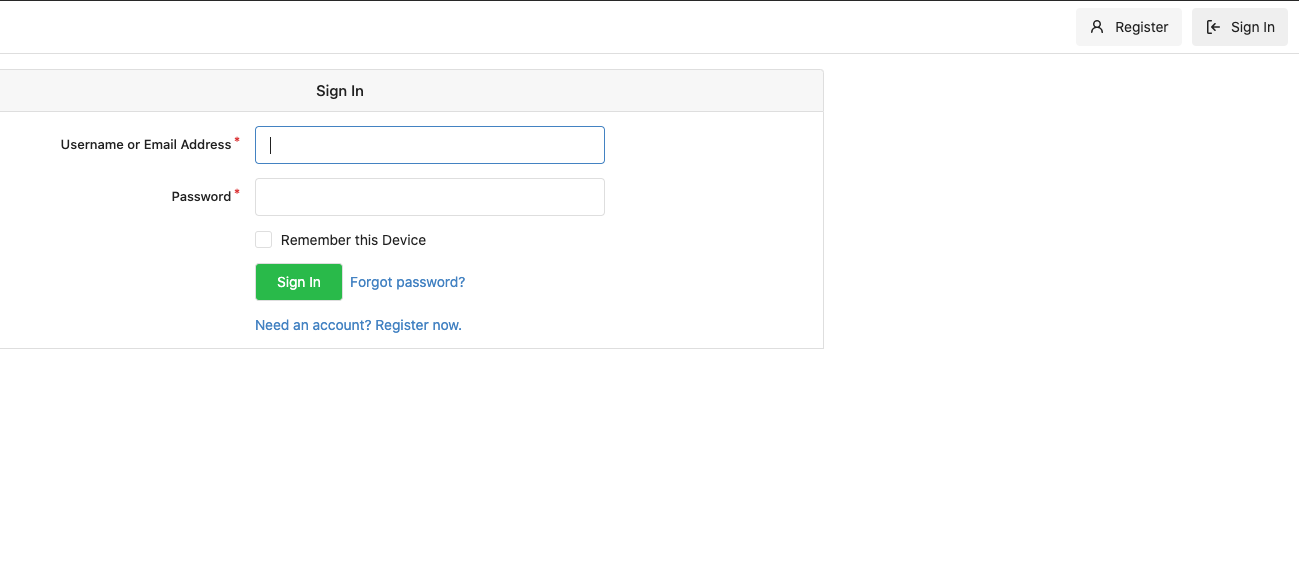 Register
Sign In
Sign In
Username or Email Address *
Password *
Remember this Device
Sign In Forgot password?
Need an account? Register now.